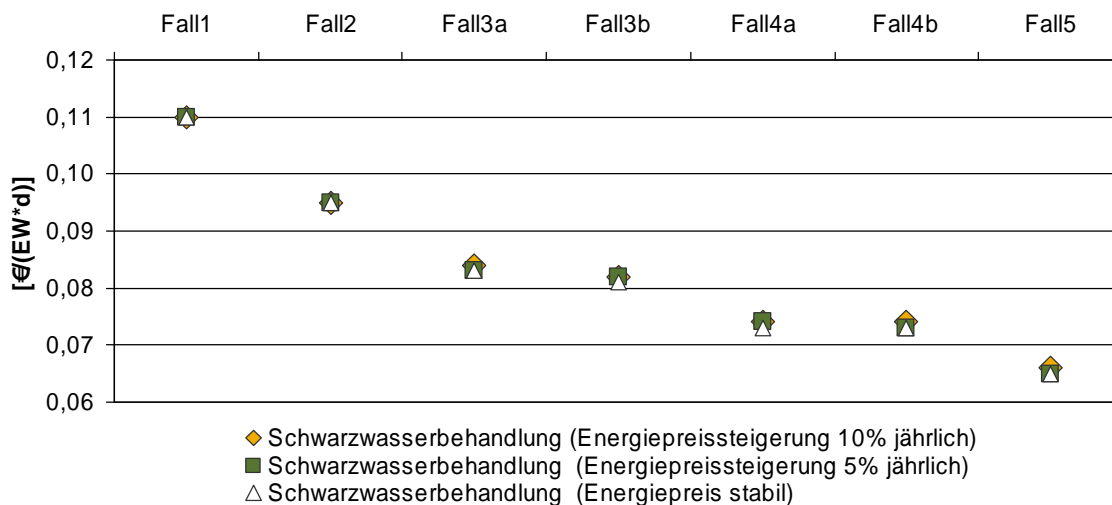 Fall1 Fall2 Fall3a Fall3b Fall4a Fall4b Fall5
0,12
0,11
0,10
0,09
0,08
0,07
0,06
[€/(EW*d)]
Schwarzwasserbehandlung (Energiepreissteigerung 10% jährlich)
Schwarzwasserbehandlung (Energiepreissteigerung 5% jährlich)
Schwarzwasserbehandlung (Energiepreis stabil)